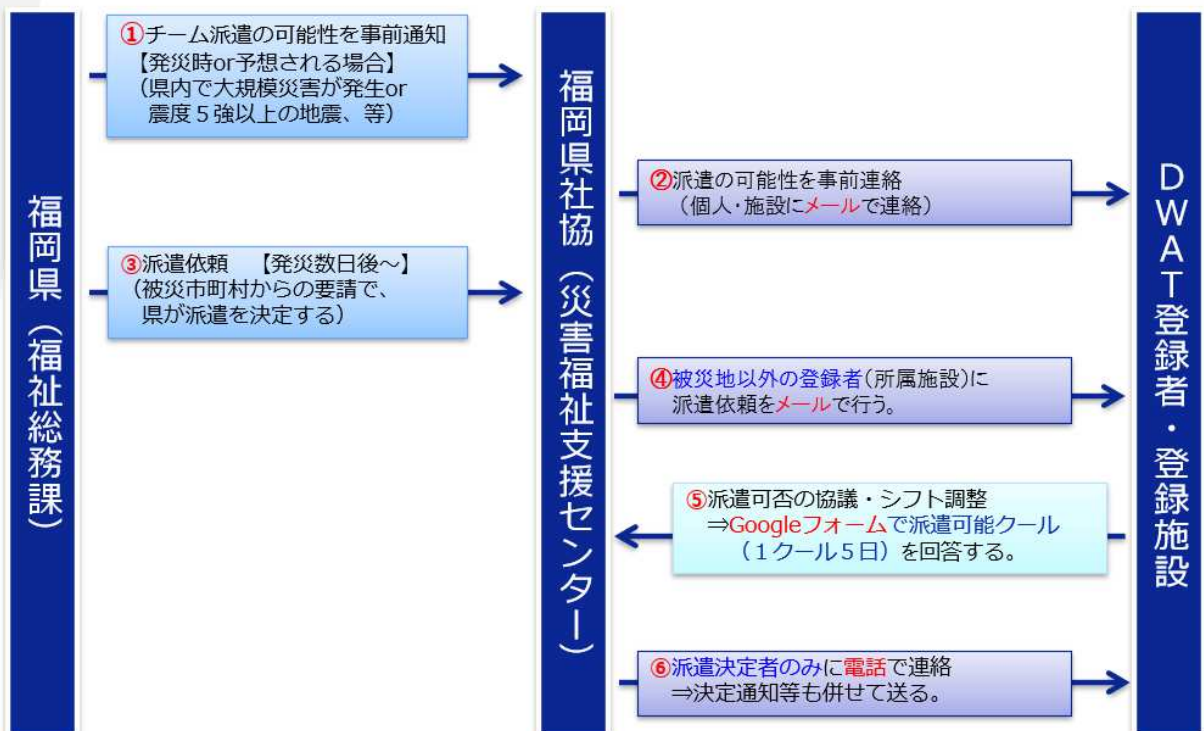 福岡県（福祉総務課）
①チーム派遣の可能性を事前通知
【発災時or予想される場合】
（県内で大規模災害が発生or
震度５強以上の地震、等）
③派遣依頼　【発災数日後～】
（被災市町村からの要請で、
県が派遣を決定する）
福岡県社協（災害福祉支援センター）
②派遣の可能性を事前連絡
（個人・施設にメールで連絡）
④被災地以外の登録者(所属施設)に
派遣依頼をメールで行う。
⑤派遣可否の協議・シフト調整
⇒Googleフォームで派遣可能クール
（１クール５日）を回答する。
⑥派遣決定者のみに電話で連絡
⇒決定通知等も併せて送る。
DWAT登録者・登録施設